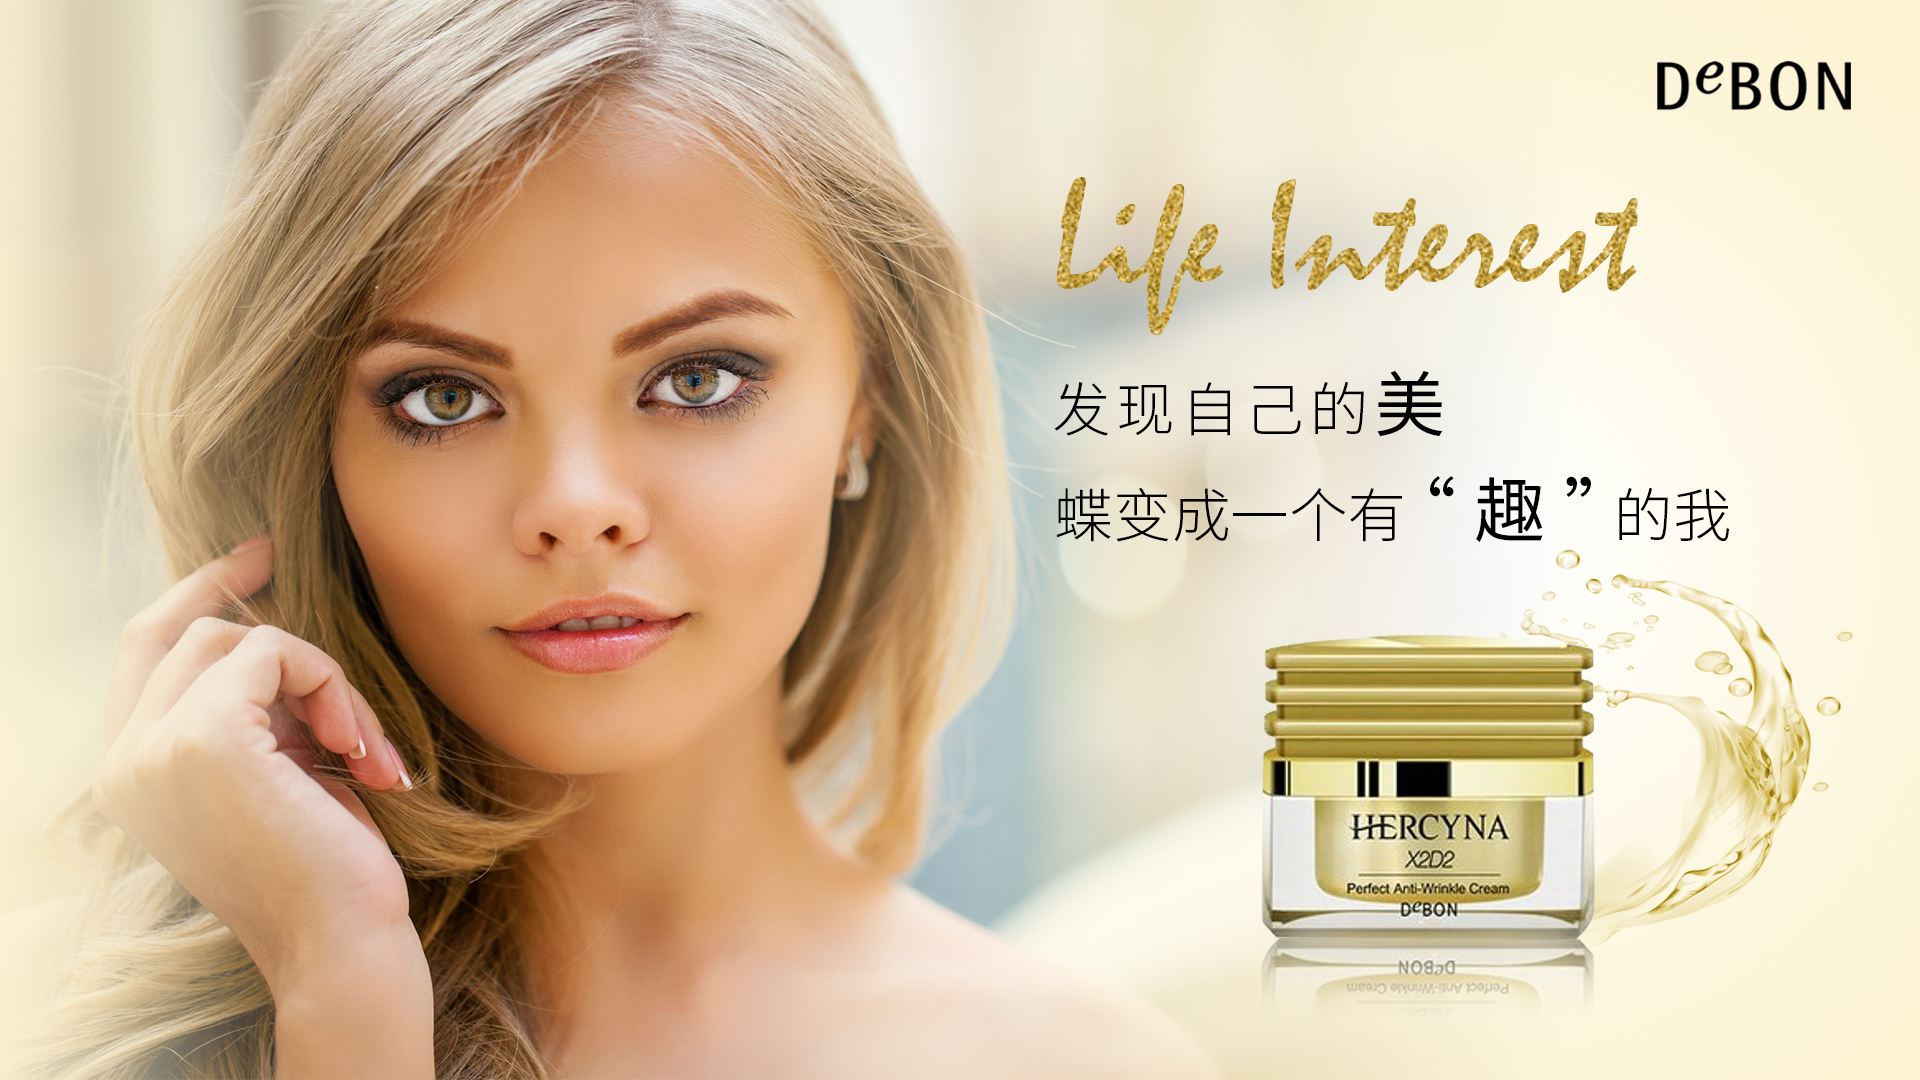 DeBON
Life Interest
发现自己的美
蝶变成一个有“趣”的我
HERCYNA
X2D2
Perfect Anti-Wrinkle Cream
DeBON